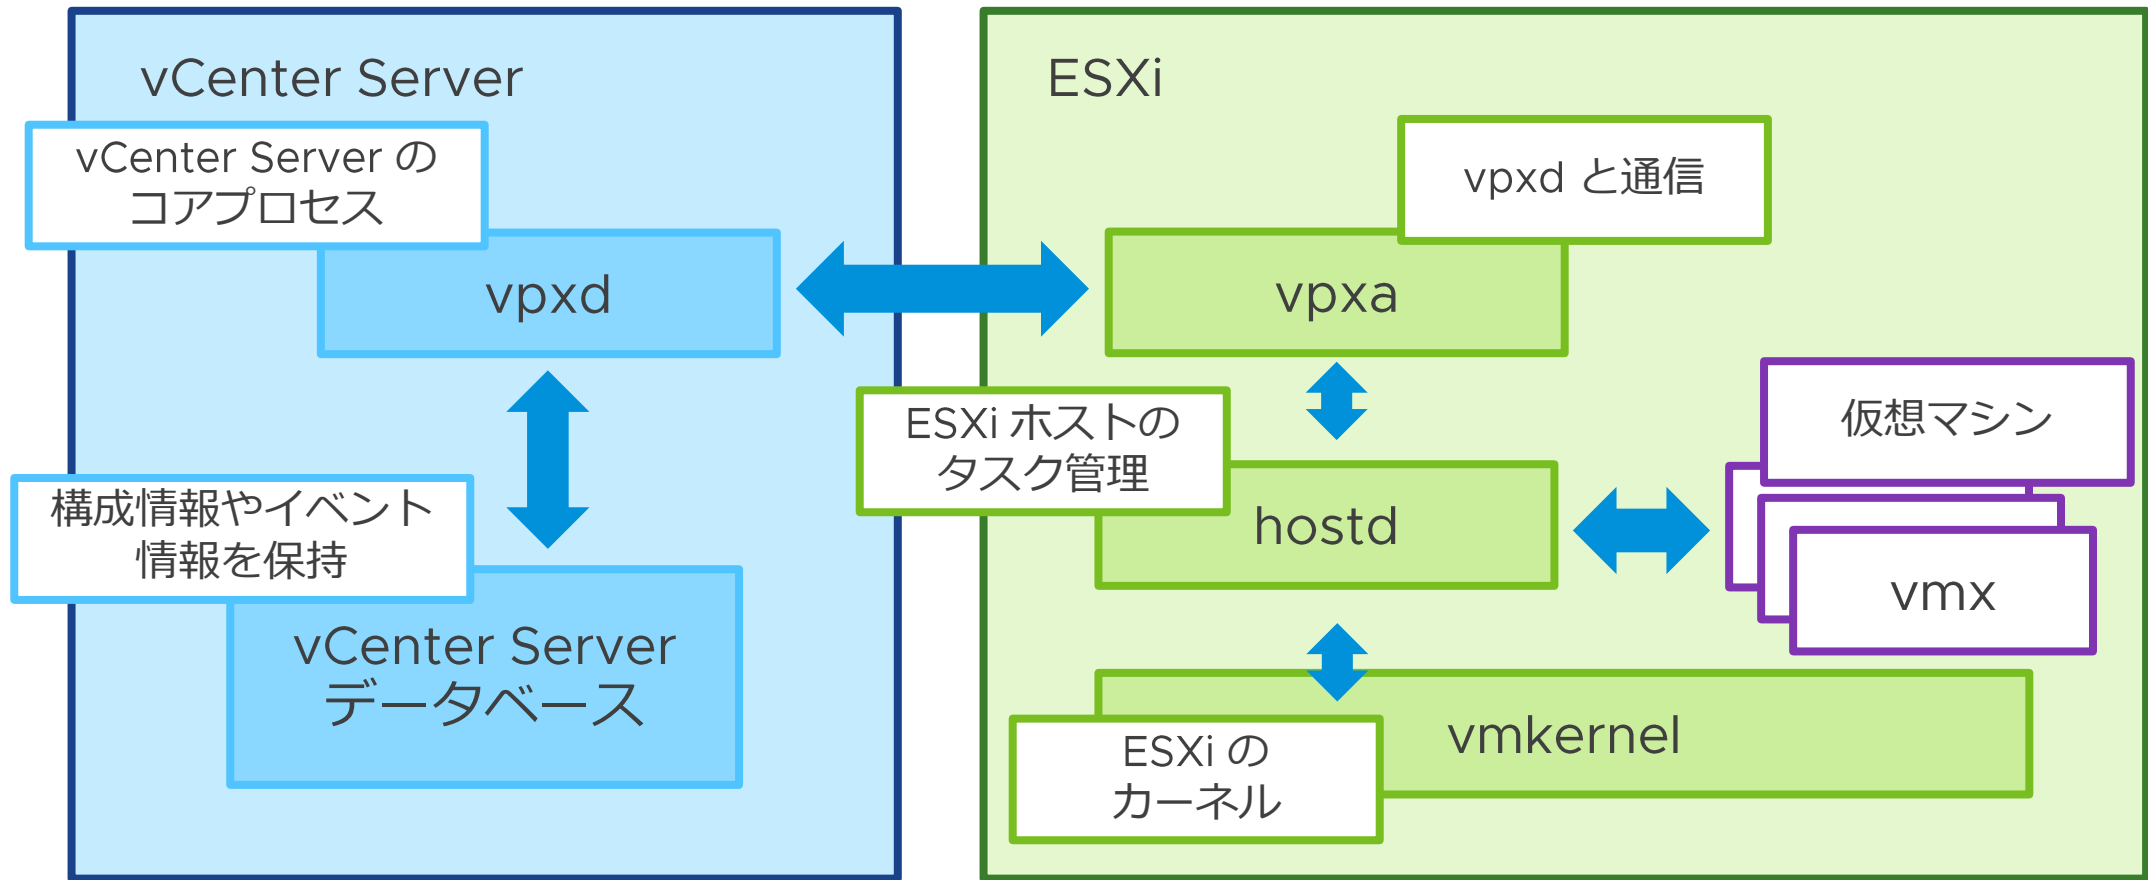 vCenter Server
vCenter Server の
コアプロセス
vpxd
構成情報やイベント
情報を保持
vCenter Server
データベース
ESXi
vpxd と通信
vpxa
ESXi ホストの
タスク管理
hostd
仮想マシン
vmx
vmkernel
ESXi の
カーネル